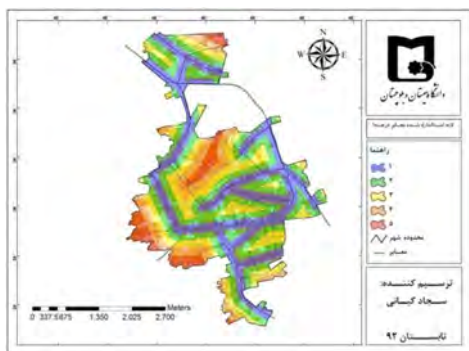 N
W E
S
دانشگاه سیستان و بلوچستان
راهنما
۱
۲
۳
۴
۵
محدوده شهر
معابر
Meters
0 337.5675 1,350 2,025 2,700
ترسیم کننده:
سجاد کیانی
تابستان ۹۲